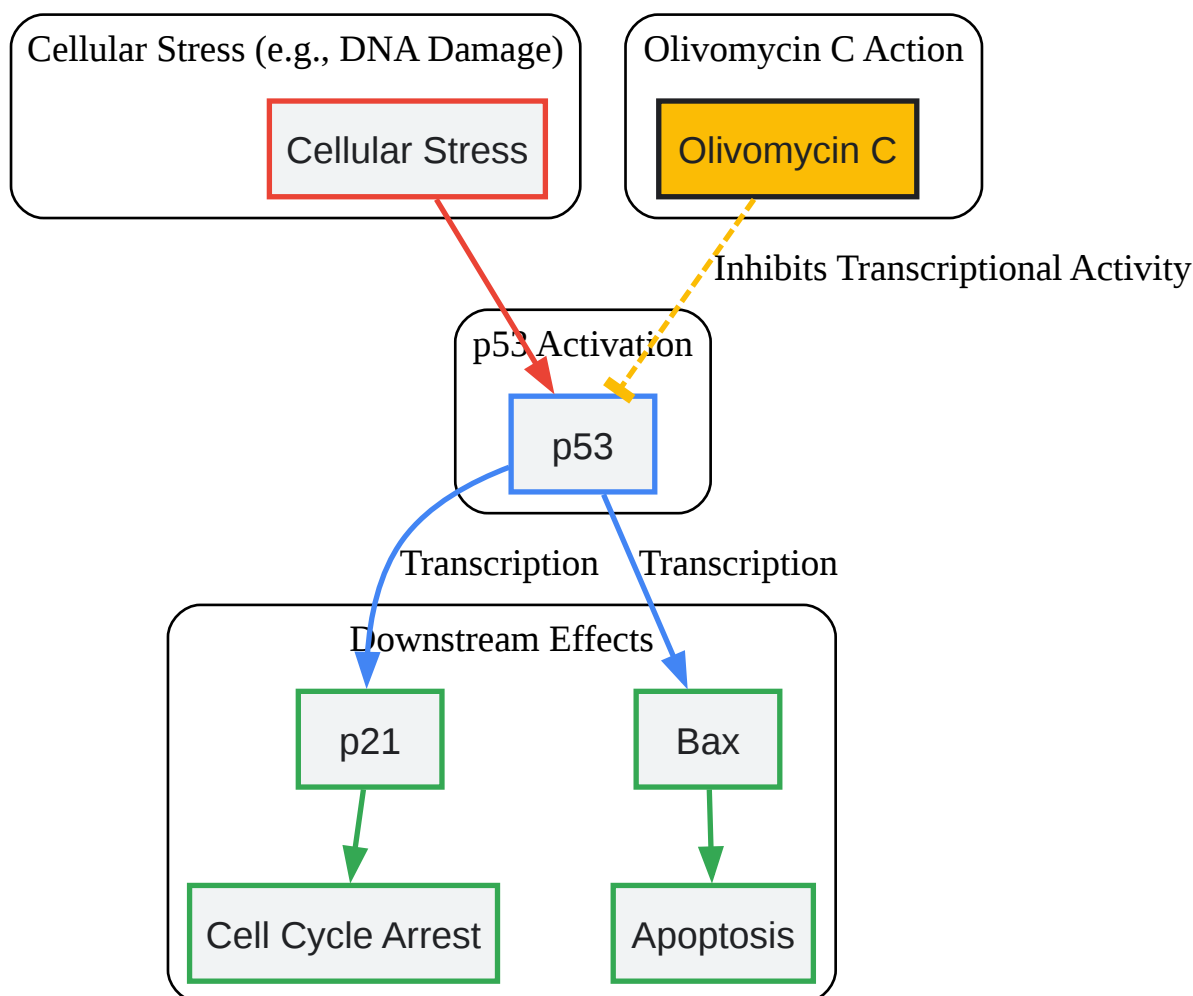 Cellular Stress (e.g., DNA Damage)
Olivomycin C Action
Cellular Stress
Olivomycin C
Inhibits Transcriptional Activity
p53 Activation
p53
Transcription
Transcription
Downstream Effects
p21
Bax
Cell Cycle Arrest
Apoptosis